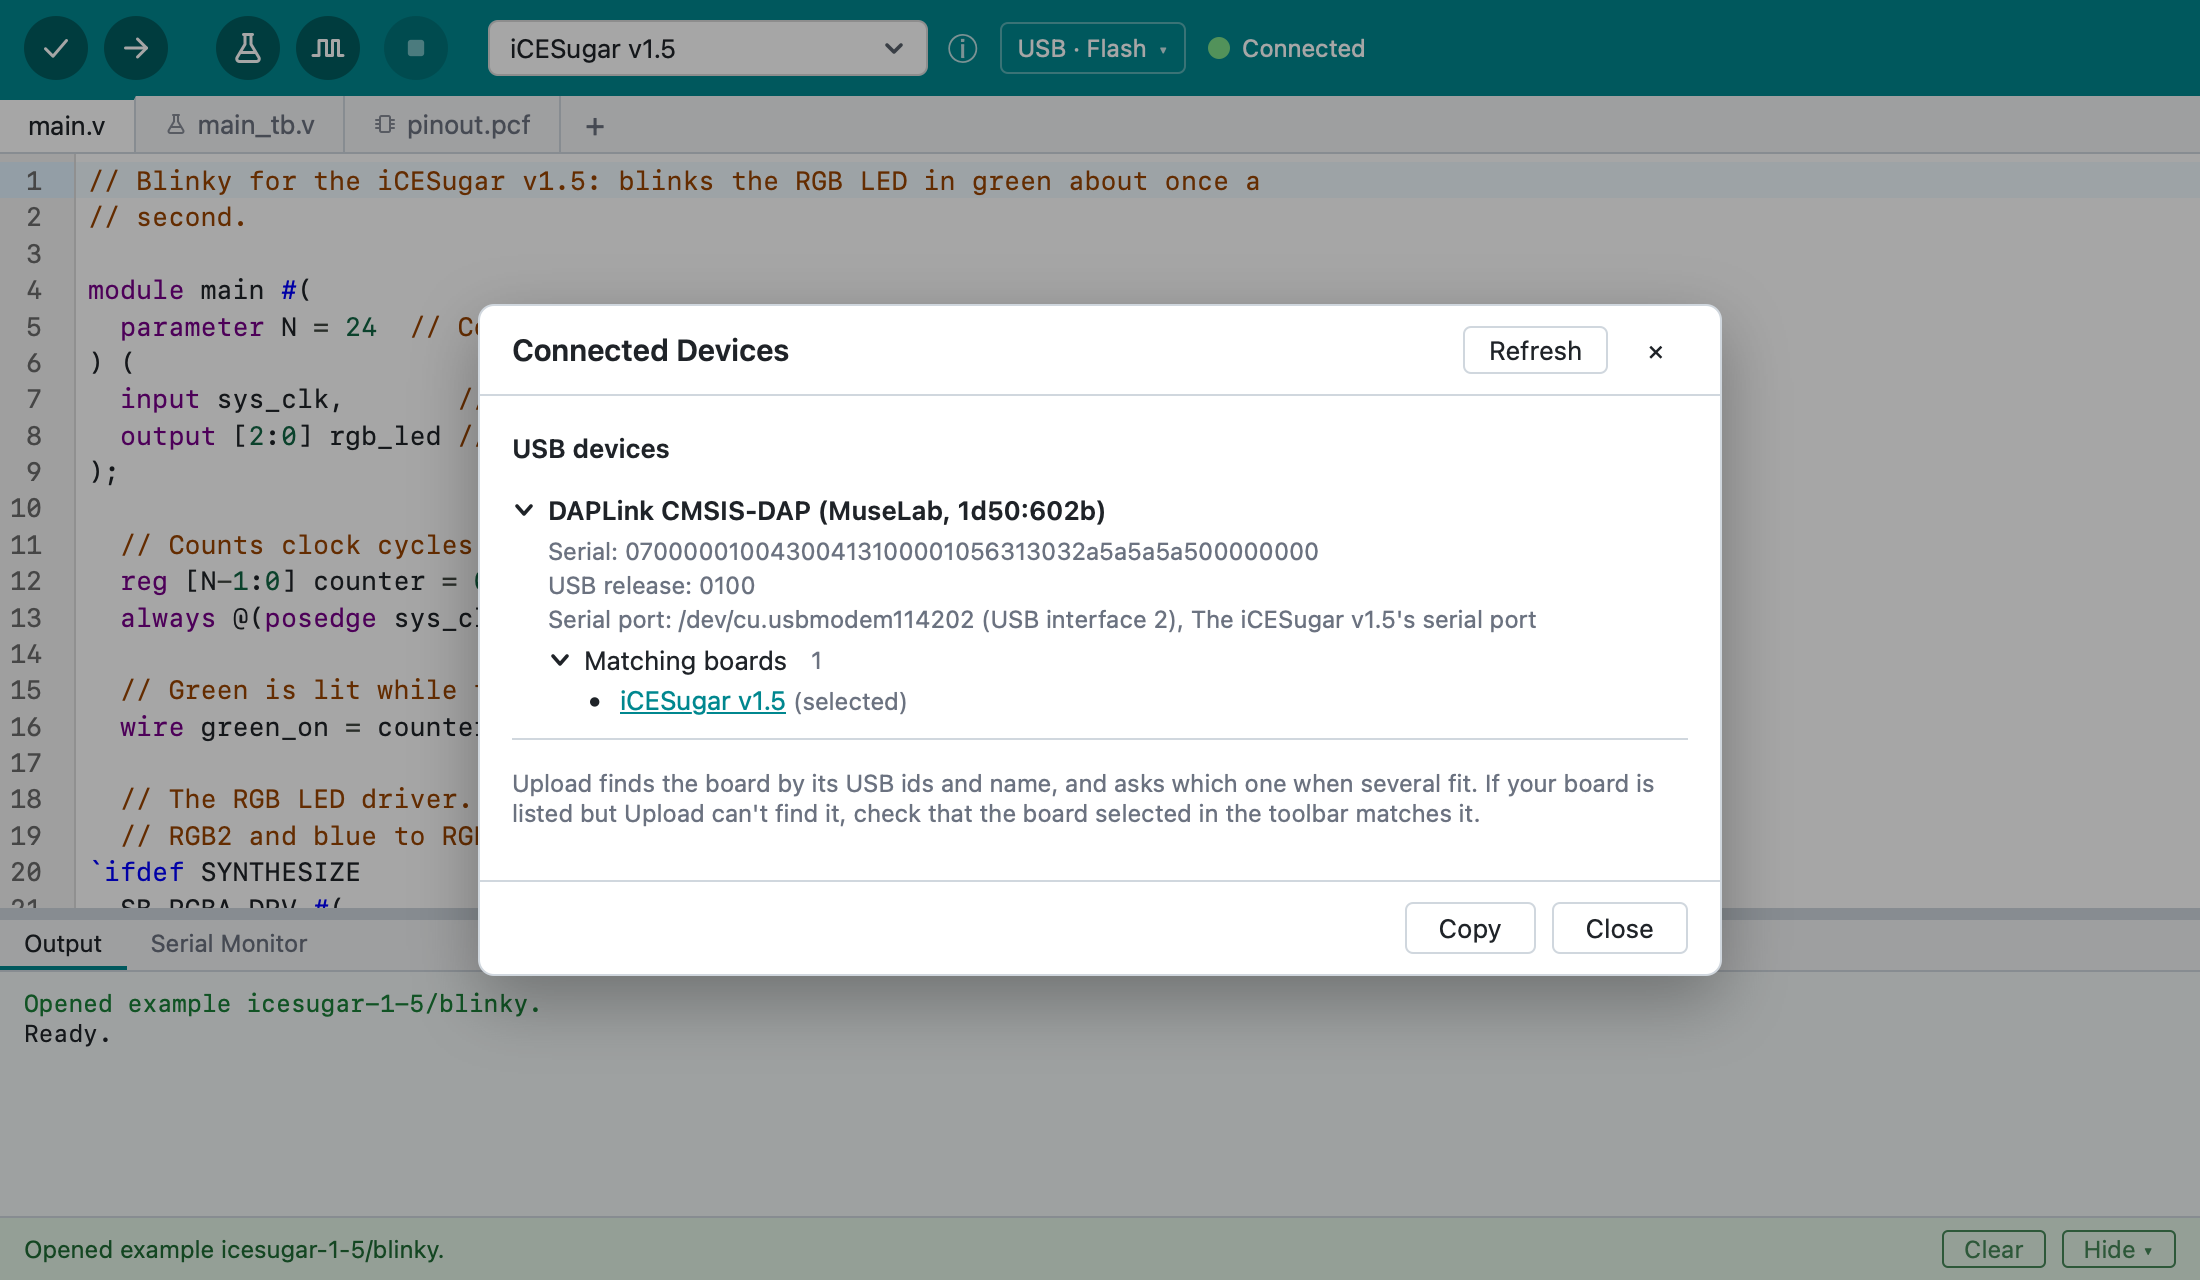 iCESugar v1.5
USB · Flash
Connected
main.v
main_tb.v
pinout.pcf
+
1 // Blinky for the iCESugar v1.5: blinks the RGB LED in green about once a
2 // second.
3
4 module main #(
5 parameter N = 24 //
6 ) (
7 input sys_clk, //
8 output [2:0] rgb_led //
9 );
10
11 // Counts clock cycles
12 reg [N-1:0] counter =
13 always @(posedge
14
15 // Green is lit while
16 wire green_on =
17
18 // The RGB LED driver.
19 // RGB2 and blue to
20 `ifdef SYNTHESIZE
21 SB_RGBA_DRV #(
Connected Devices
Refresh
×
USB devices
DAPLink CMSIS-DAP (MuseLab, 1d50:602b)
Serial: 07000001004300413100001056313032a5a5a5a500000000
USB release: 0100
Serial port: /dev/cu.usbmodem114202 (USB interface 2), The iCESugar v1.5's serial port
Matching boards 1
• iCESugar v1.5 (selected)
Upload finds the board by its USB ids and name, and asks which one when several fit. If your board is
listed but Upload can't find it, check that the board selected in the toolbar matches it.
Copy
Close
Output
Serial Monitor
Opened example icesugar-1-5/blinky.
Ready.
Opened example icesugar-1-5/blinky.
Clear
Hide